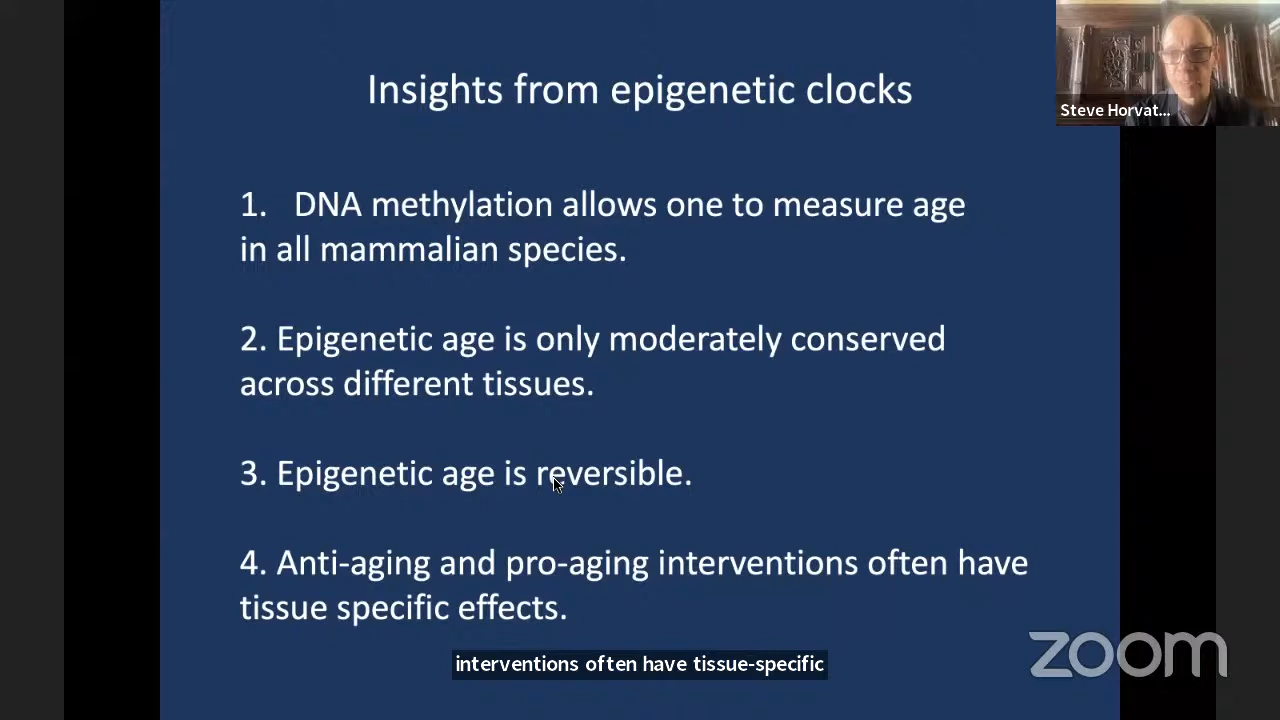 Insights from epigenetic clocks
Steve Horvat...
1. DNA methylation allows one to measure age
in all mammalian species.
2. Epigenetic age is only moderately conserved
across different tissues.
3. Epigenetic age is reversible.
4. Anti-aging and pro-aging interventions often have
tissue specific effects.
interventions often have tissue-specific
zoom